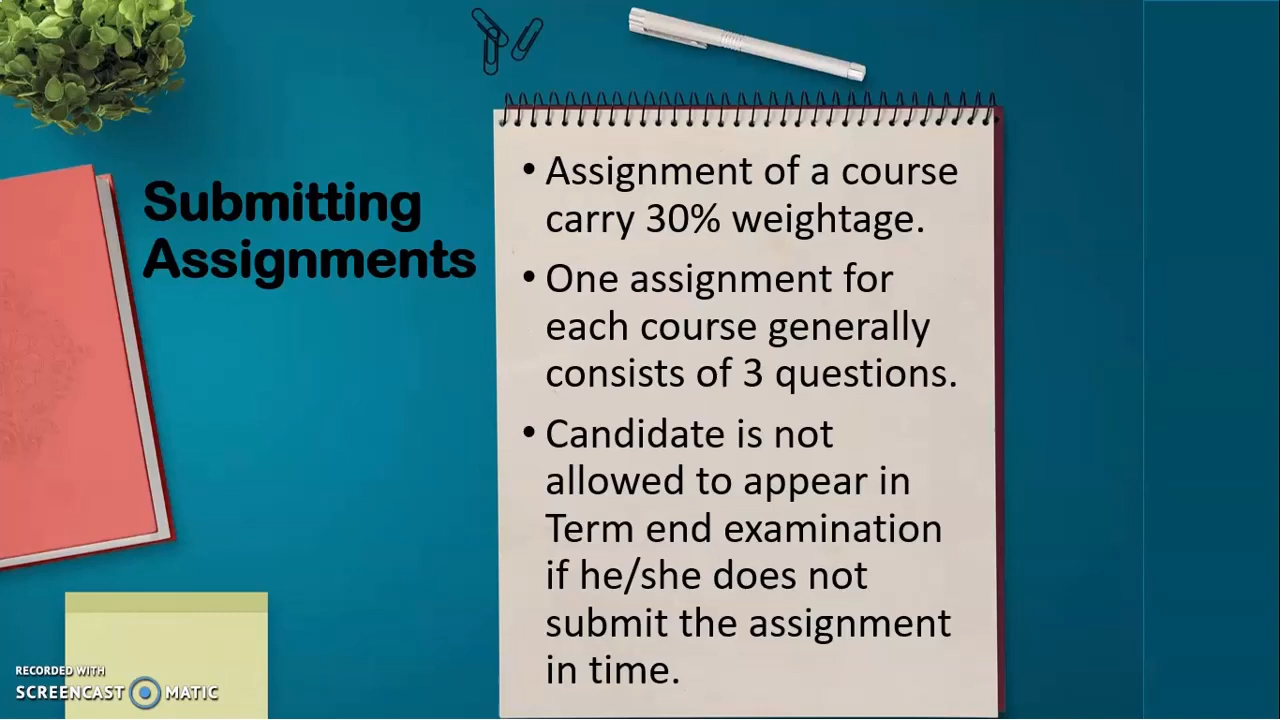 Submitting
Assignments
• Assignment of a course
carry 30% weightage.
• One assignment for
each course generally
consists of 3 questions.
• Candidate is not
allowed to appear in
Term end examination
if he/she does not
submit the assignment
in time.
RECORDED WITH
SCREENCAST MATIC